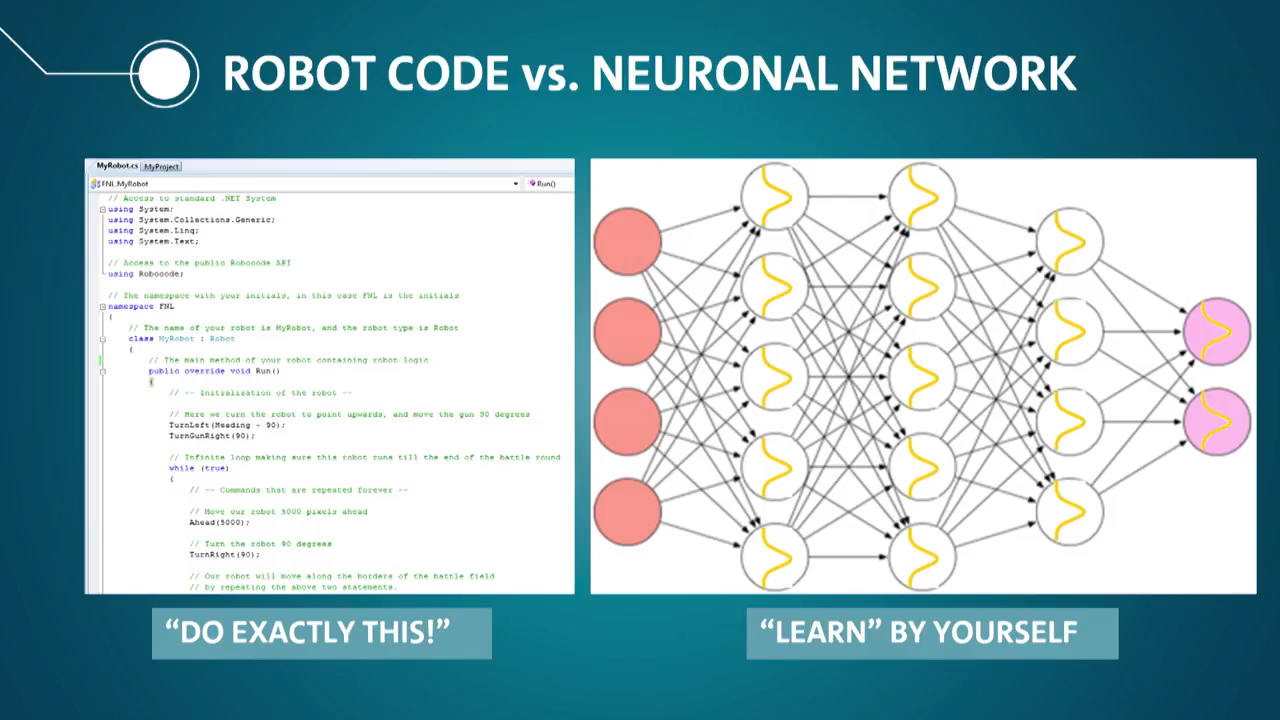 ROBOT CODE vs. NEURONAL NETWORK
MyRobot.cs MyProject
FNL.MyRobot Run()
// Access to standard .NET System
using System;
using System.Collections.Generic;
using System.Linq;
using System.Text;
// Access to the public Robocode API
using Robocode;
// The namespace with your initials, in this case FNL is the initials
namespace FNL
{
// The name of your robot is MyRobot, and the robot type is Robot
class MyRobot : Robot
{
// The main method of your robot containing robot logic
public override void Run()
{
// -- Initialization of the robot --
// Here we turn the robot to point upwards, and move the gun 90 degrees
TurnLeft(Heading - 90);
TurnGunRight(90);
// Infinite loop making sure this robot runs till the end of the battle round
while (true)
{
// -- Commands that are repeated forever --
// Move our robot 5000 pixels ahead
Ahead(5000);
// Turn the robot 90 degrees
TurnRight(90);
// Our robot will move along the borders of the battle field
// by repeating the above two statements.
“DO EXACTLY THIS!”
“LEARN” BY YOURSELF